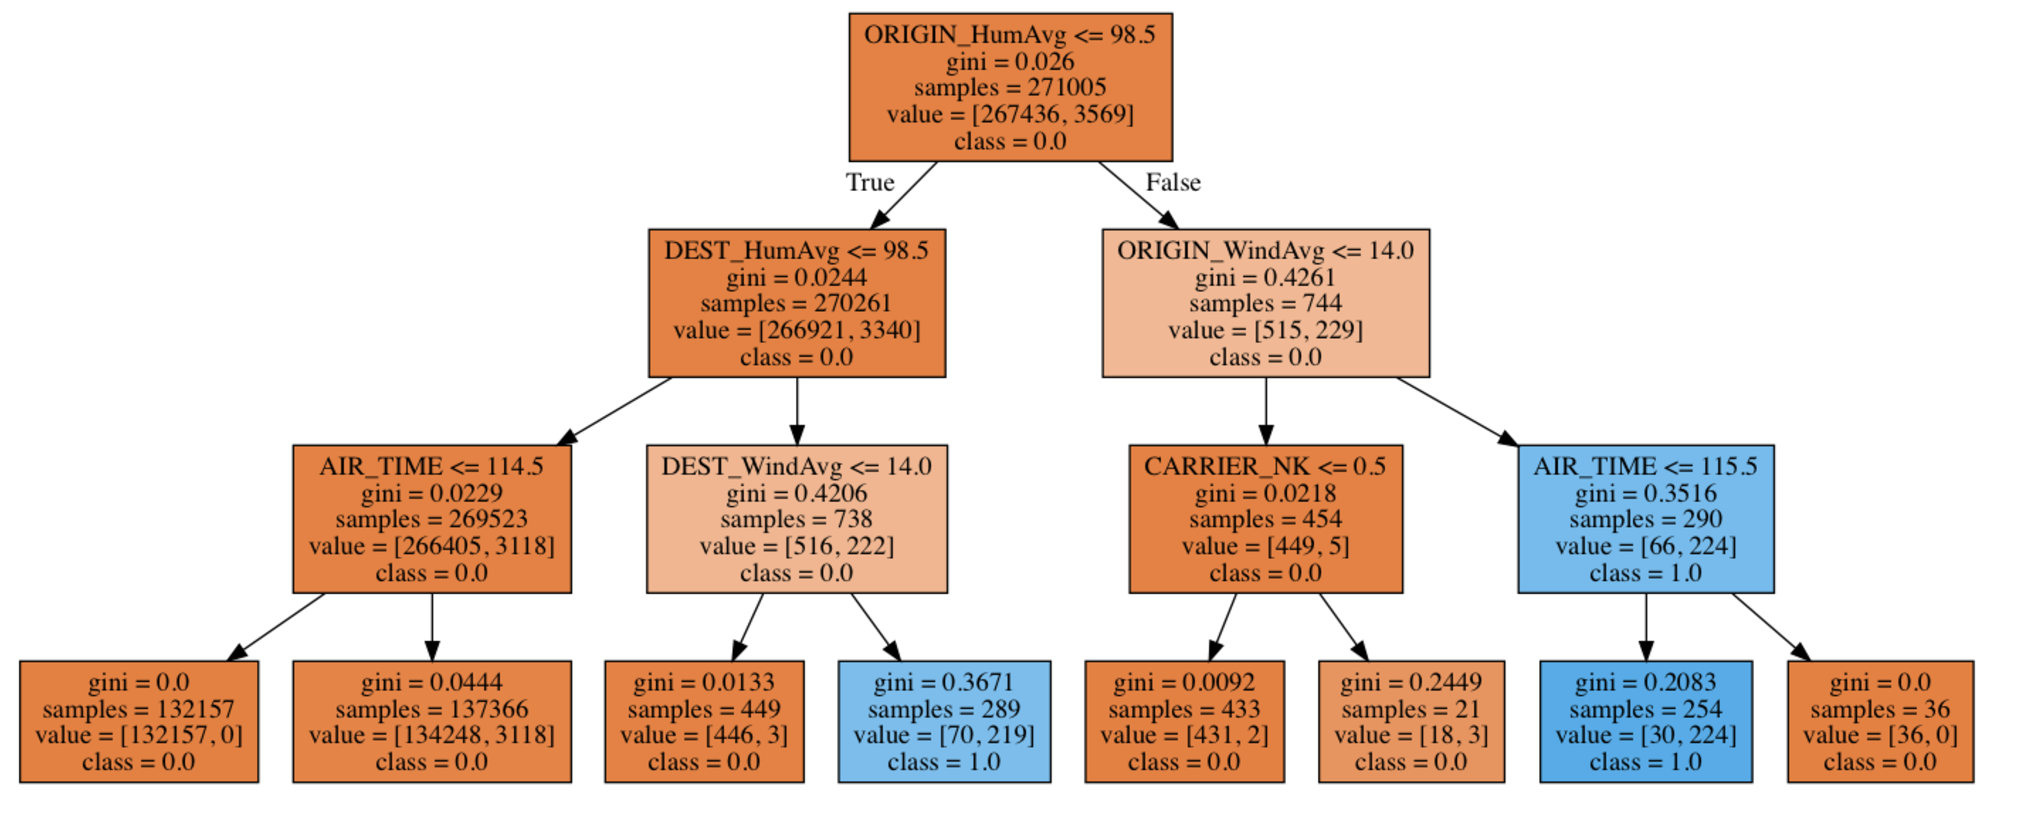 ORIGIN_HumAvg <= 98.5
gini = 0.026
samples = 271005
value = [267436, 3569]
class = 0.0
True
False
DEST_HumAvg <= 98.5
gini = 0.0244
samples = 270261
value = [266921, 3340]
class = 0.0
ORIGIN_WindAvg <= 14.0
gini = 0.4261
samples = 744
value = [515, 229]
class = 0.0
AIR_TIME <= 114.5
gini = 0.0229
samples = 269523
value = [266405, 3118]
class = 0.0
DEST_WindAvg <= 14.0
gini = 0.4206
samples = 738
value = [516, 222]
class = 0.0
CARRIER_NK <= 0.5
gini = 0.0218
samples = 454
value = [449, 5]
class = 0.0
AIR_TIME <= 115.5
gini = 0.3516
samples = 290
value = [66, 224]
class = 1.0
gini = 0.0
samples = 132157
value = [132157, 0]
class = 0.0
gini = 0.0444
samples = 137366
value = [134248, 3118]
class = 0.0
gini = 0.0133
samples = 449
value = [446, 3]
class = 0.0
gini = 0.3671
samples = 289
value = [70, 219]
class = 1.0
gini = 0.0092
samples = 433
value = [431, 2]
class = 0.0
gini = 0.2449
samples = 21
value = [18, 3]
class = 0.0
gini = 0.2083
samples = 254
value = [30, 224]
class = 1.0
gini = 0.0
samples = 36
value = [36, 0]
class = 0.0